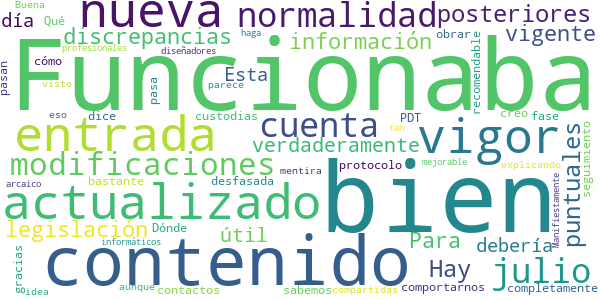 Buena
nueva
normalidad
posteriores
día
Qué
discrepancias
información
obrar
vigente
profesionales
diseñadores
haga
pasan
cómo
Funcionaba
recomendable
visto
pasa
Esta
parece
eso
dice
custodias
cuenta
PDT
creo
fase
entrada
vigor
tan
verdaderamente
puntuales
seguimiento
modificaciones
mentira
protocolo
mejorable
explicando
arcaico
bastante
desfasada
bien
Manifiestamente
actualizado
legislación
Dónde
útil
Para
debería
informáticos
contenido
Hay
julio
gracias
idea
aunque
contactos
sabemos
compartidas
comportarnos
completamente